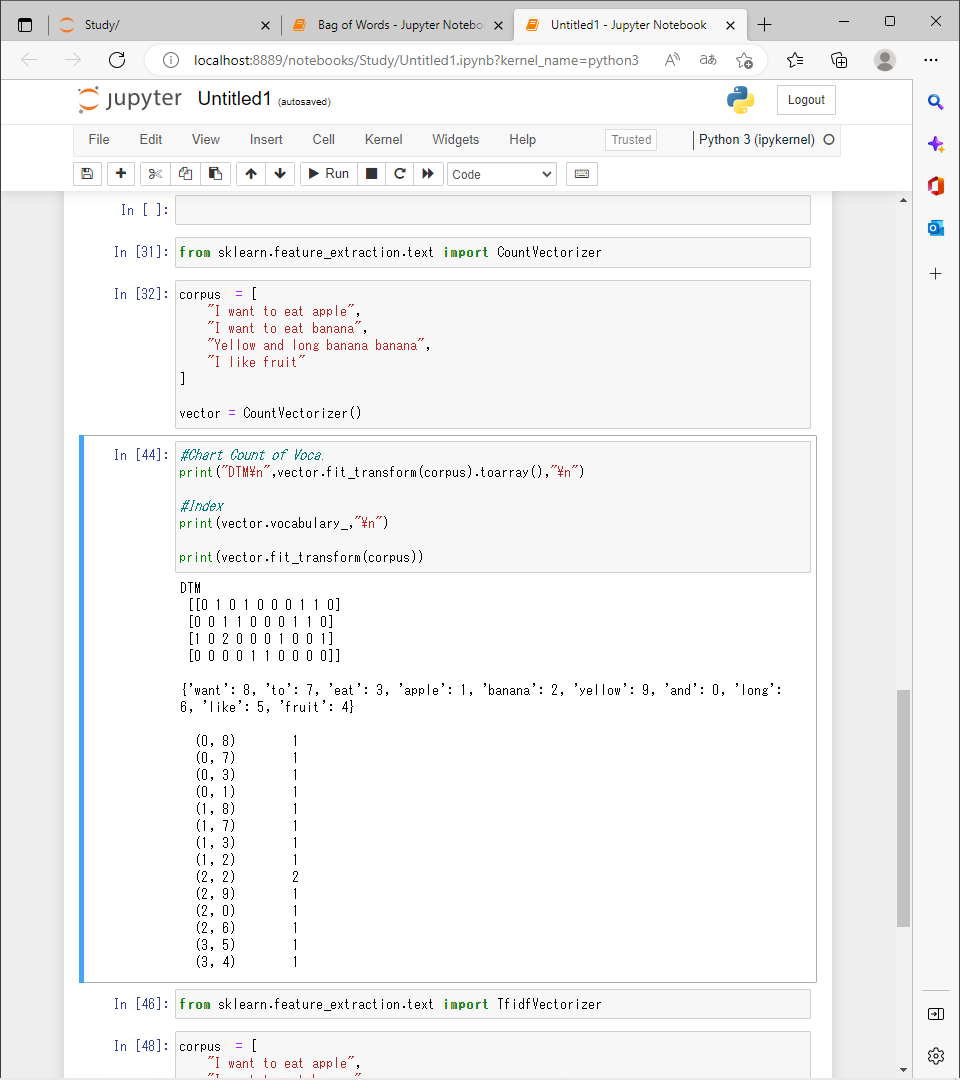 Study/
Bag of Words - Jupyter Notebo
Untitled1 - Jupyter Notebook
localhost:8889/notebooks/Study/Untitled1.ipynb?kernel_name=python3
ああ
jupyter Untitled1 (autosaved)
Logout
File Edit View Insert Cell Kernel Widgets Help Trusted Python 3 (ipykernel)
Run Code
In [ ]:
In [31]: from sklearn.feature_extraction.text import CountVectorizer
In [32]: corpus  = [
"I want to eat apple",
"I want to eat banana",
"Yellow and long banana banana",
"I like fruit"
]
vector = CountVectorizer()
In [44]: #Chart Count of Voca.
print("DTM¥n",vector.fit_transform(corpus).toarray(),"¥n")
#Index
print(vector.vocabulary_,"¥n")
print(vector.fit_transform(corpus))
DTM
[[0 1 0 1 0 0 0 1 1 0]
[0 0 1 1 0 0 0 1 1 0]
[1 0 2 0 0 0 1 0 0 1]
[0 0 0 0 1 1 0 0 0 0]]
{'want': 8, 'to': 7, 'eat': 3, 'apple': 1, 'banana': 2, 'yellow': 9, 'and': 0, 'long':
6, 'like': 5, 'fruit': 4}
(0, 8) 1
(0, 7) 1
(0, 3) 1
(0, 1) 1
(1, 8) 1
(1, 7) 1
(1, 3) 1
(1, 2) 1
(2, 2) 2
(2, 9) 1
(2, 0) 1
(2, 6) 1
(3, 5) 1
(3, 4) 1
In [46]: from sklearn.feature_extraction.text import TfidfVectorizer
In [48]: corpus  = [
"I want to eat apple",